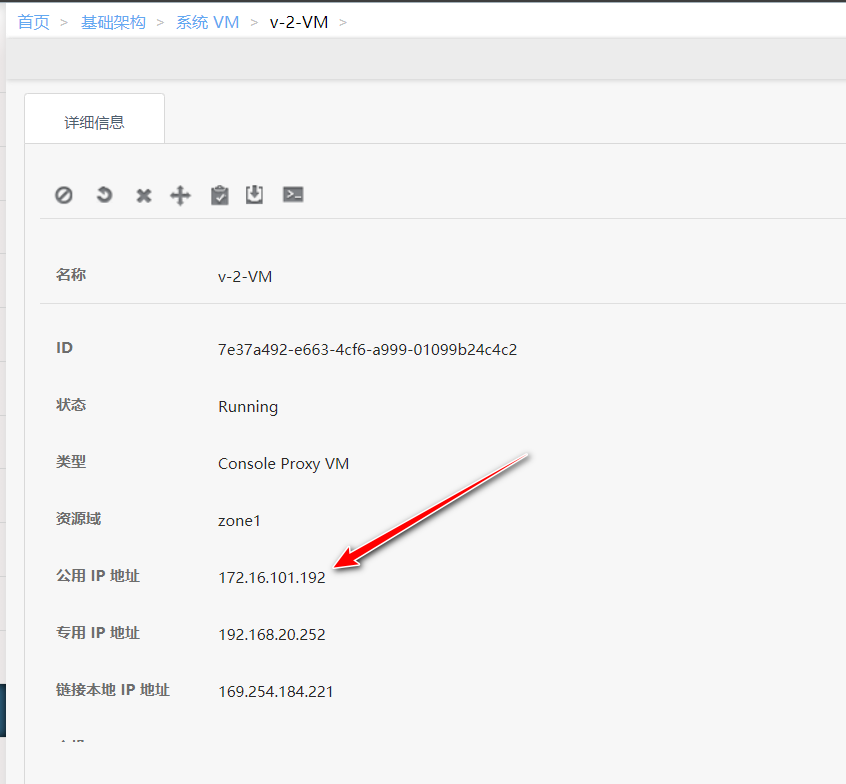 首页 > 基础架构 > 系统 VM > v-2-VM >
详细信息
名称 v-2-VM
ID 7e37a492-e663-4cf6-a999-01099b24c4c2
状态 Running
类型 Console Proxy VM
资源域 zone1
公用 IP 地址 172.16.101.192
专用 IP 地址 192.168.20.252
链接本地 IP 地址 169.254.184.221